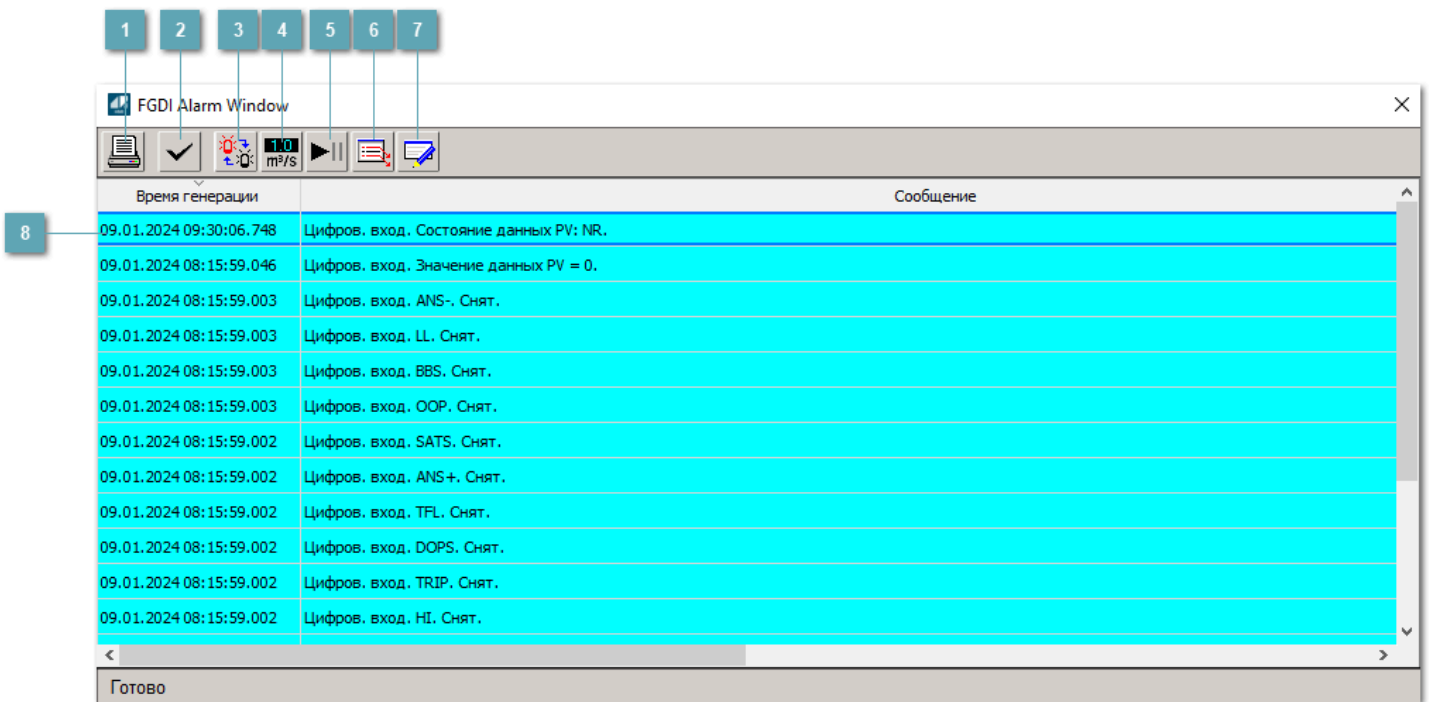 1 2 3 4 5 6 7
FGDI Alarm Window
1.0
m³/s
Время генерации Сообщение
8
09.01.2024 09:30:06.748 Цифров. вход. Состояние данных PV: NR.
09.01.2024 08:15:59.046 Цифров. вход. Значение данных PV = 0.
09.01.2024 08:15:59.003 Цифров. вход. ANS-. Снят.
09.01.2024 08:15:59.003 Цифров. вход. LL. Снят.
09.01.2024 08:15:59.003 Цифров. вход. BBS. Снят.
09.01.2024 08:15:59.003 Цифров. вход. OOP. Снят.
09.01.2024 08:15:59.002 Цифров. вход. SATS. Снят.
09.01.2024 08:15:59.002 Цифров. вход. ANS+. Снят.
09.01.2024 08:15:59.002 Цифров. вход. TFL. Снят.
09.01.2024 08:15:59.002 Цифров. вход. DOPS. Снят.
09.01.2024 08:15:59.002 Цифров. вход. TRIP. Снят.
09.01.2024 08:15:59.002 Цифров. вход. HI. Снят.
Готово